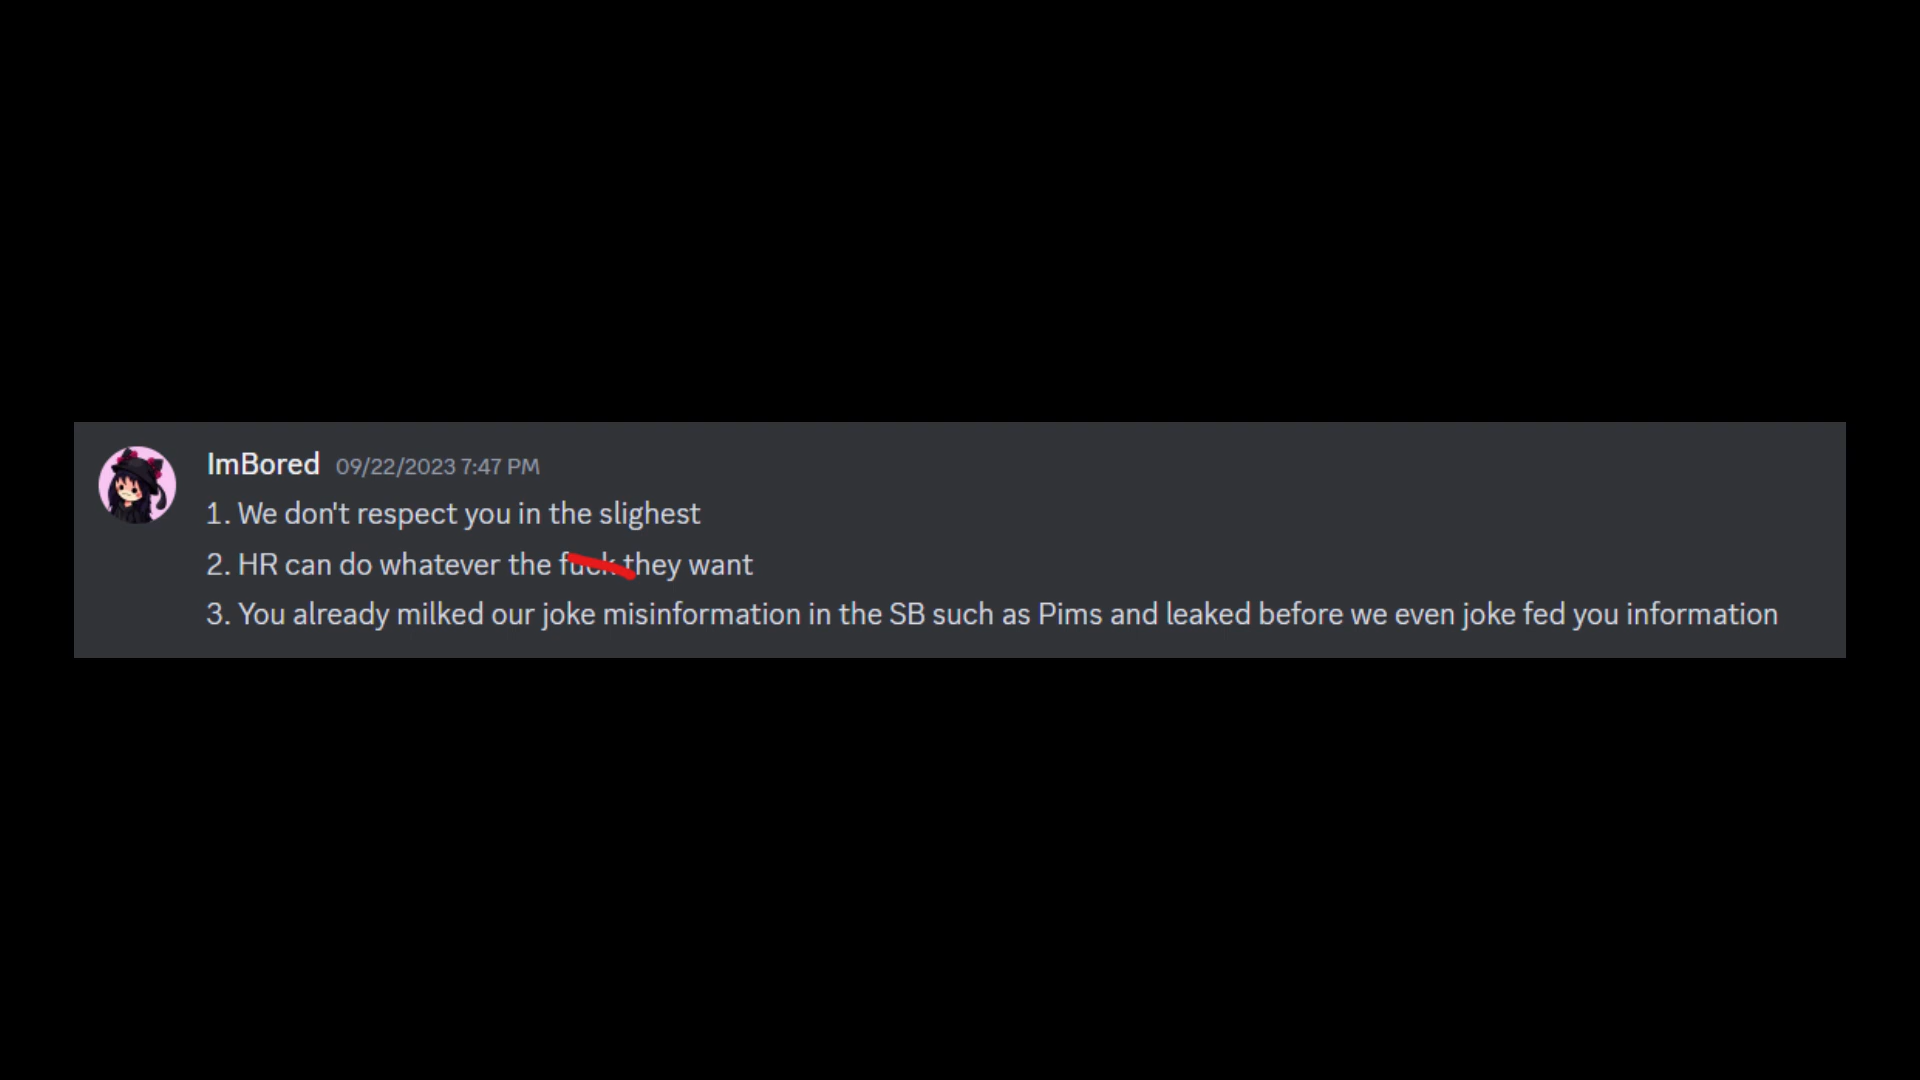 ImBored 09/22/2023 7:47 PM
1. We don't respect you in the slighest
2. HR can do whatever the fuck they want
3. You already milked our joke misinformation in the SB such as Pims and leaked before we even joke fed you information